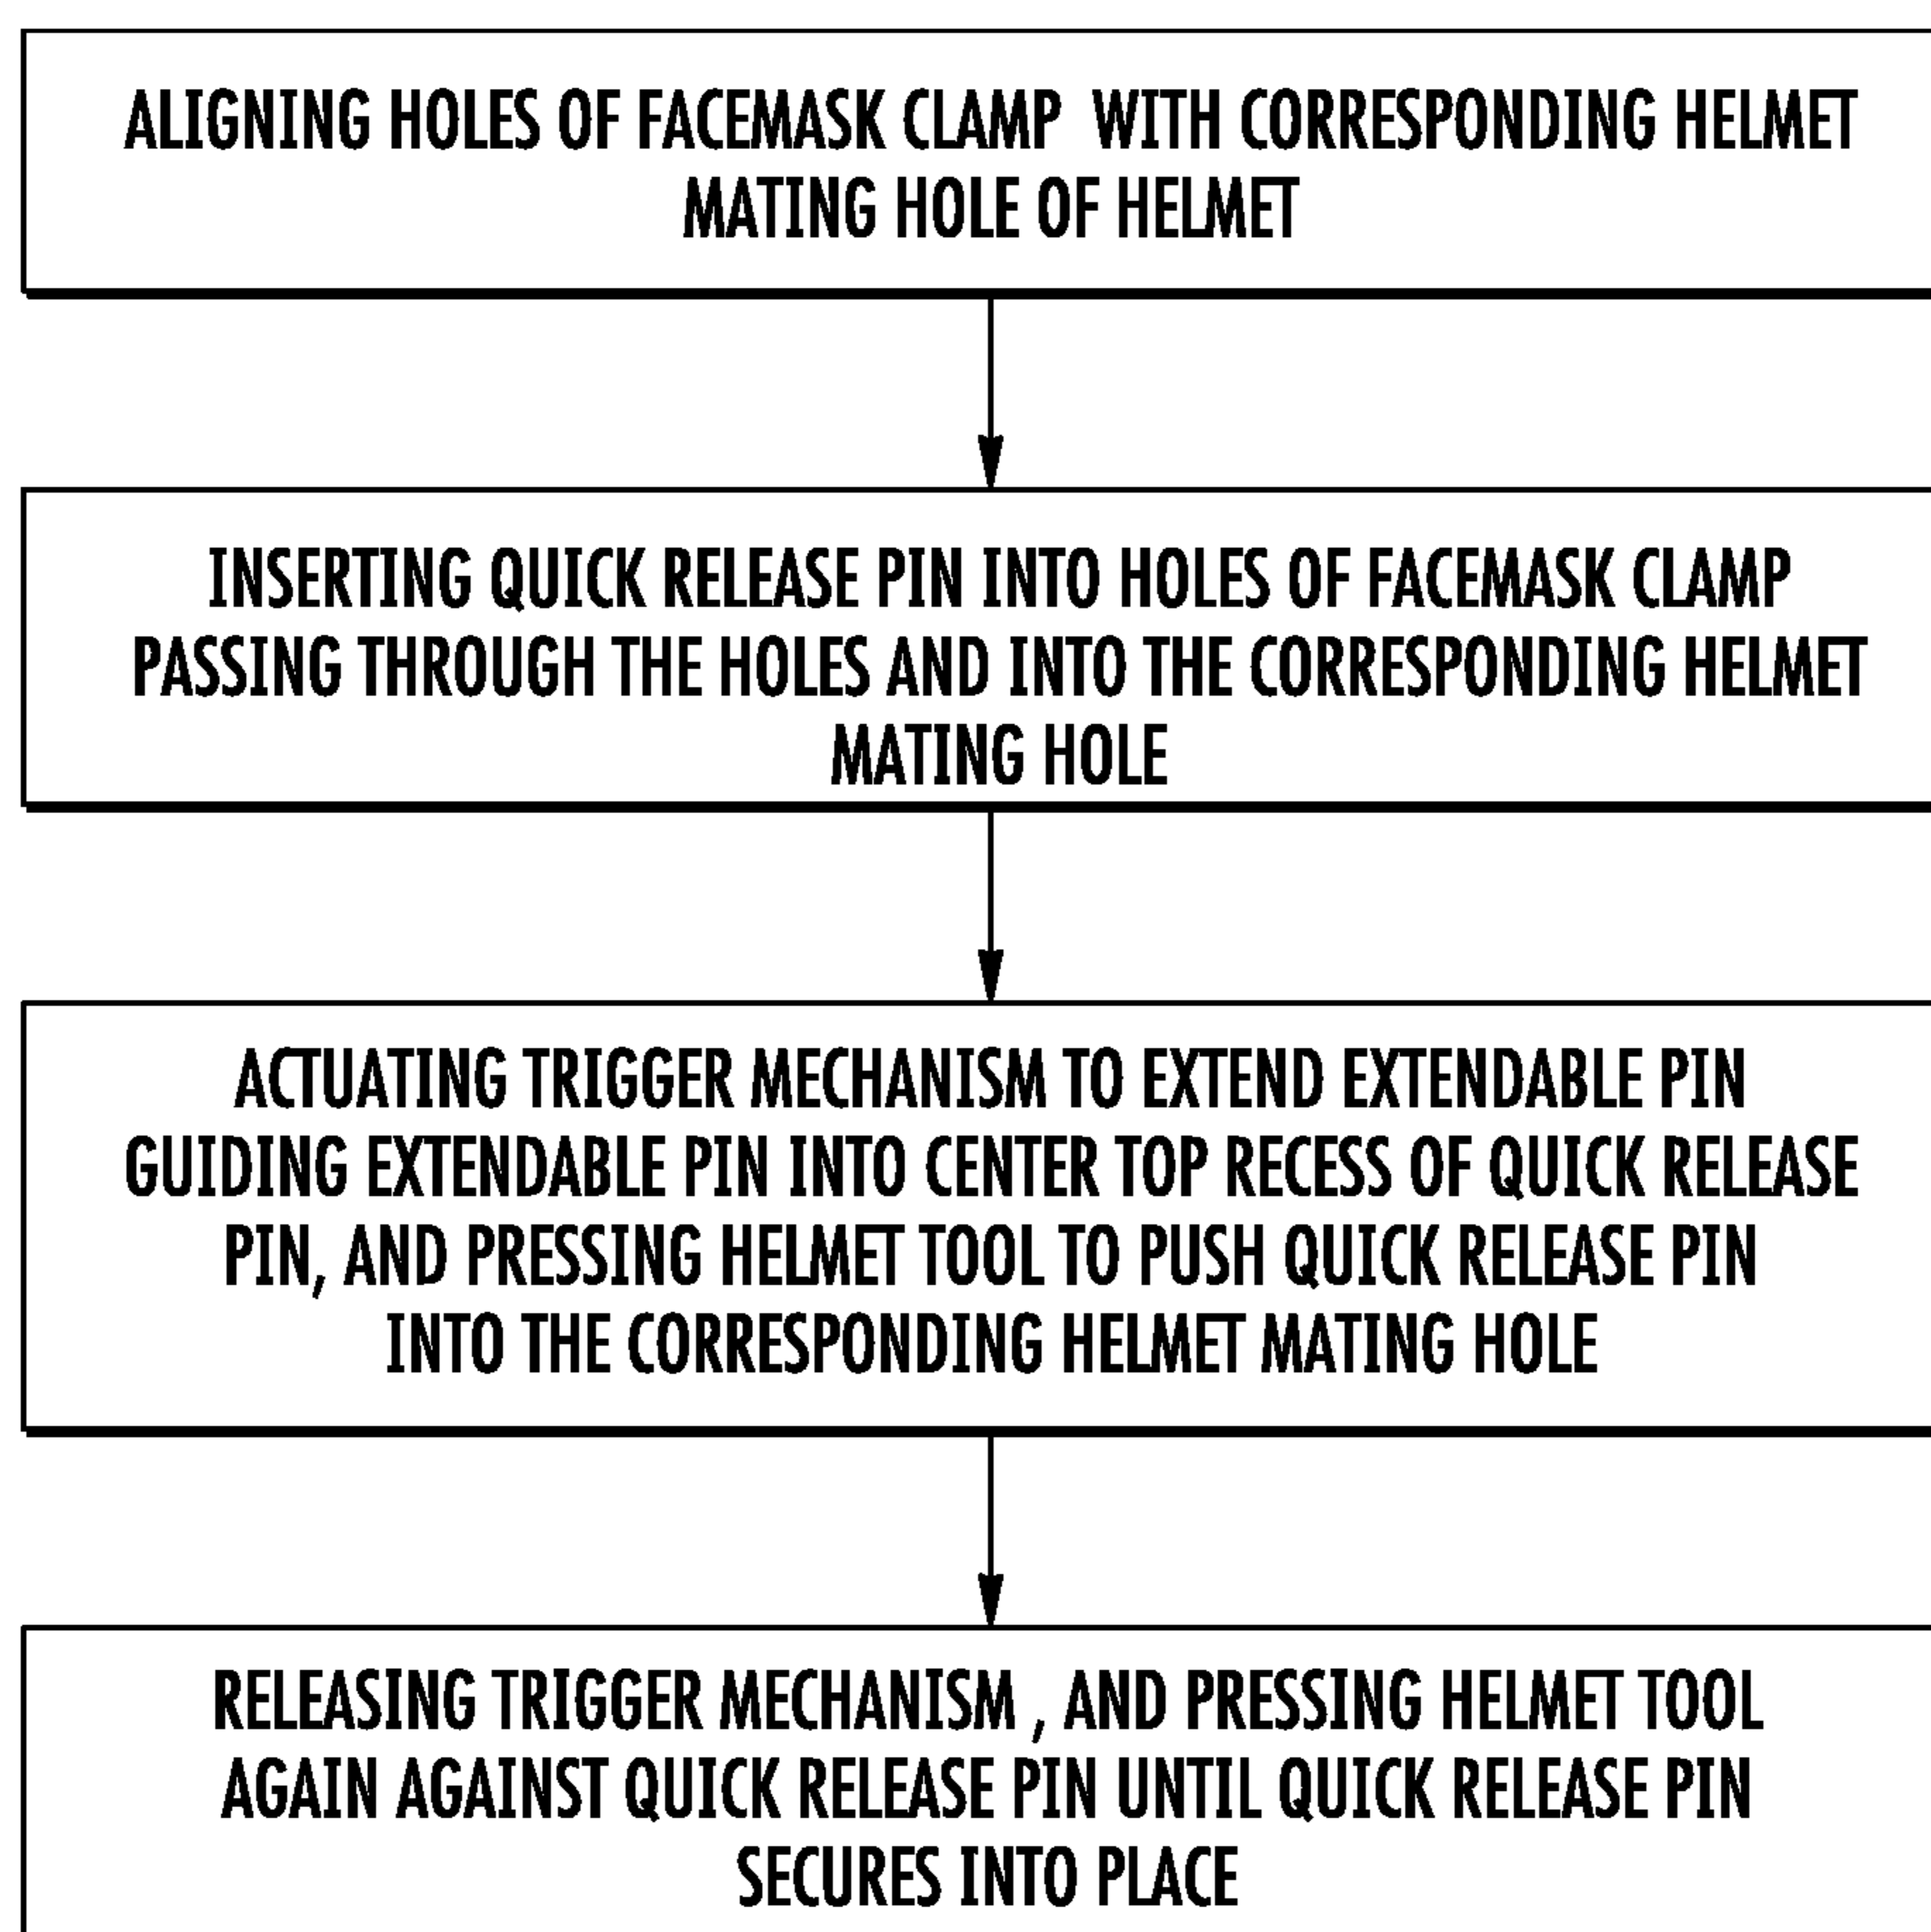 ALIGNING HOLES OF FACEMASK CLAMP WITH CORRESPONDING HELMET
MATING HOLE OF HELMET
INSERTING QUICK RELEASE PIN INTO HOLES OF FACEMASK CLAMP
PASSING THROUGH THE HOLES AND INTO THE CORRESPONDING HELMET
MATING HOLE
ACTUATING TRIGGER MECHANISM TO EXTEND EXTENDABLE PIN
GUIDING EXTENDABLE PIN INTO CENTER TOP RECESS OF QUICK RELEASE
PIN, AND PRESSING HELMET TOOL TO PUSH QUICK RELEASE PIN
INTO THE CORRESPONDING HELMET MATING HOLE
RELEASING TRIGGER MECHANISM , AND PRESSING HELMET TOOL
AGAIN AGAINST QUICK RELEASE PIN UNTIL QUICK RELEASE PIN
SECURES INTO PLACE